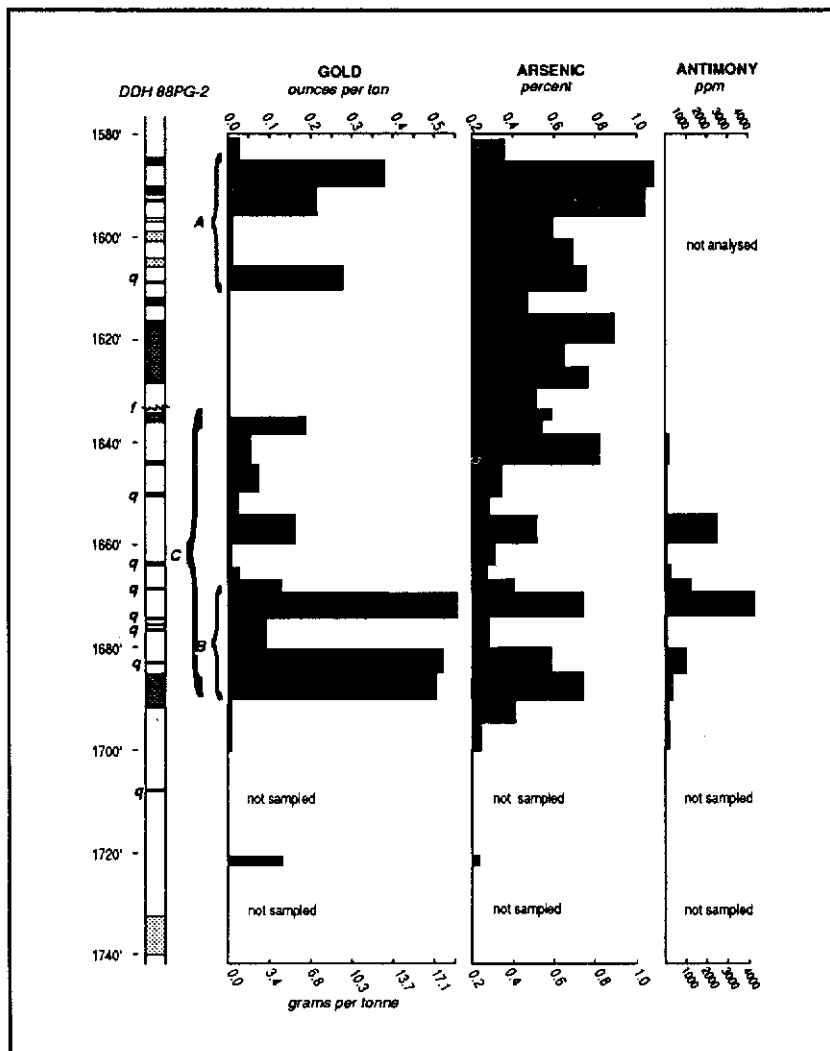 GOLD ARSENIC ANTIMONY
DDH 88PG-2 ounces per ton percent ppm
0.0 0.1 0.2 0.3 0.4 0.5 0.2 0.4 0.6 0.8 1.0 1000 2000 3000 4000
1580'
A
1600' not analysed
q
1620'
f
1640'
q
C
1660'
q
q
q
q
B
1680'
q
1700'
q not sampled not sampled not sampled
1720'
not sampled not sampled not sampled
1740'
0.0 3.4 6.8 10.3 13.7 17.1 0.2 0.4 0.6 0.8 1.0 1000 2000 3000 4000
grams per tonne